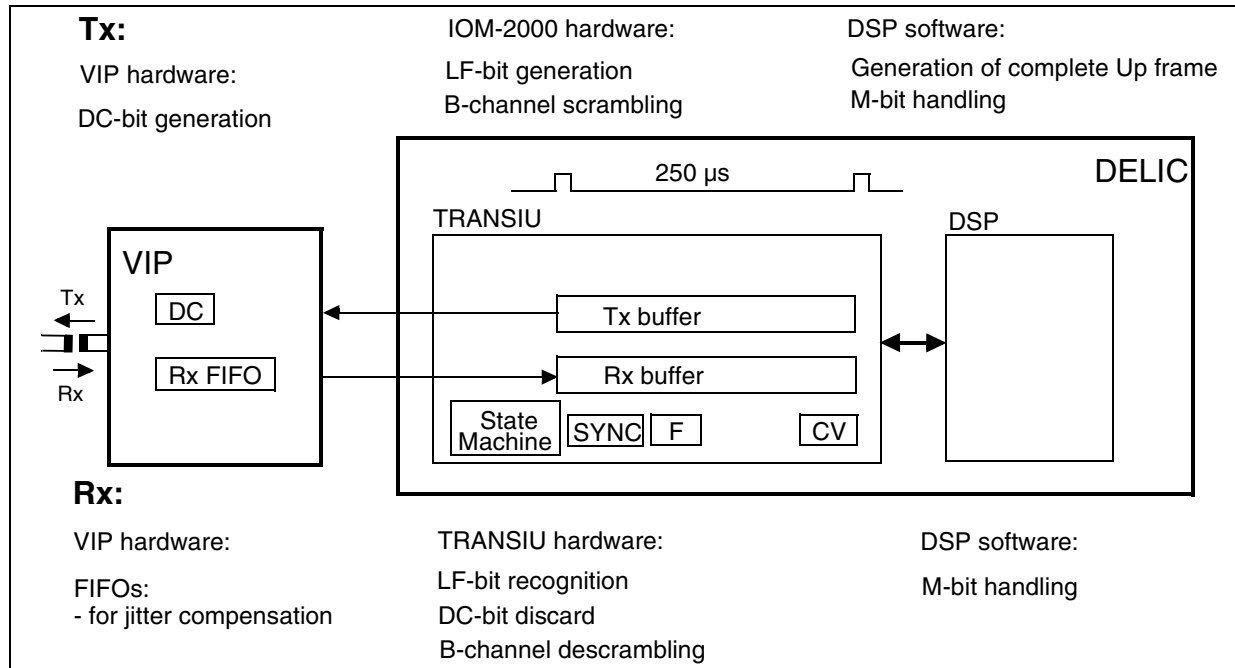 Tx:
VIP hardware:
DC-bit generation
IOM-2000 hardware:
LF-bit generation
B-channel scrambling
DSP software:
Generation of complete Up frame
M-bit handling
DELIC
250 µs
TRANSIU
DSP
VIP
Tx
DC
Tx buffer
Rx FIFO
Rx buffer
Rx
State
Machine
SYNC
F
CV
Rx:
VIP hardware:
FIFOs:
- for jitter compensation
TRANSIU hardware:
LF-bit recognition
DC-bit discard
B-channel descrambling
DSP software:
M-bit handling